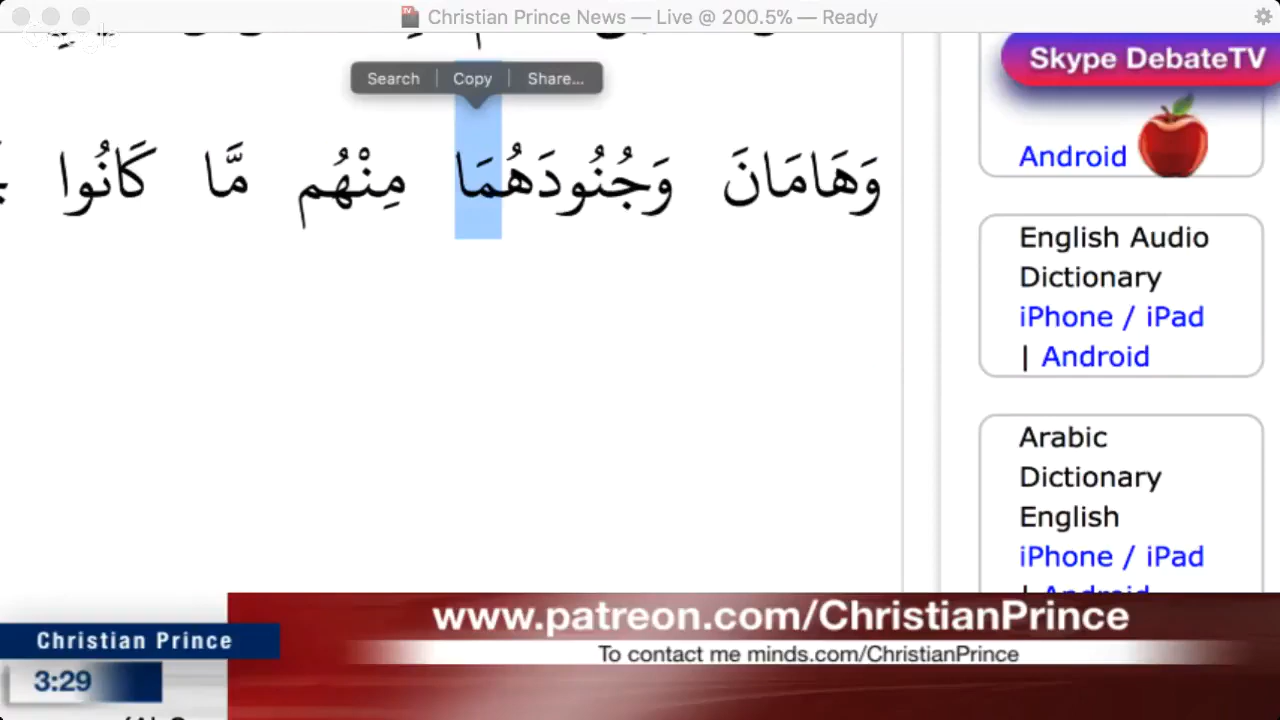 Christian Prince News — Live @ 200.5% — Ready
Google
Search | Copy | Share...
وَهَامَانَ وَجُنُودَهُمَا مِنْهُم مَّا كَانُوا
Skype DebateTV
Android
English Audio
Dictionary
iPhone / iPad
| Android
Arabic
Dictionary
English
iPhone / iPad
| Android
www.patreon.com/ChristianPrince
To contact me minds.com/ChristianPrince
Christian Prince
3:29